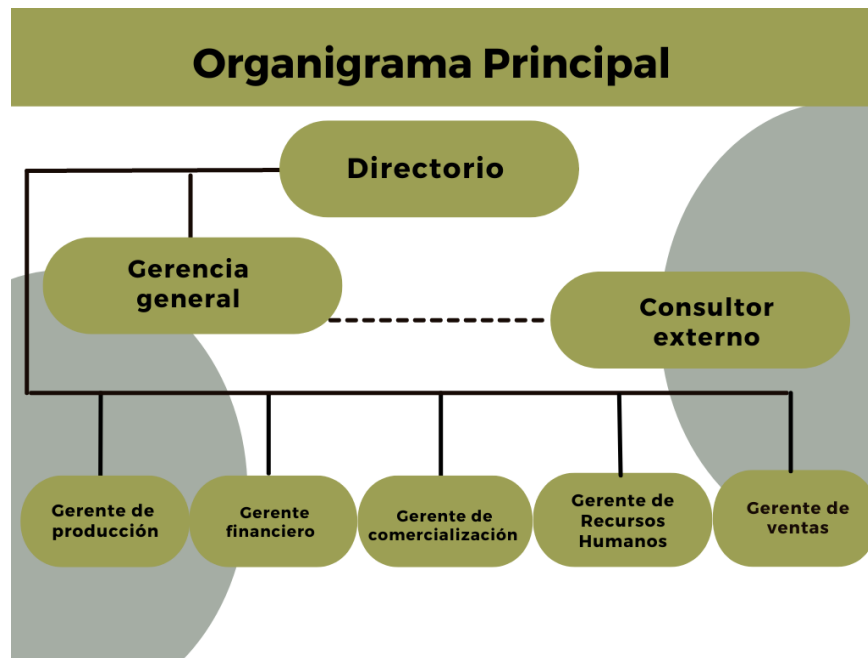 Organigrama Principal
Directorio
Gerencia
general
Consultor
externo
Gerente de
producción
Gerente
financiero
Gerente de
comercialización
Gerente de
Recursos
Humanos
Gerente de
ventas